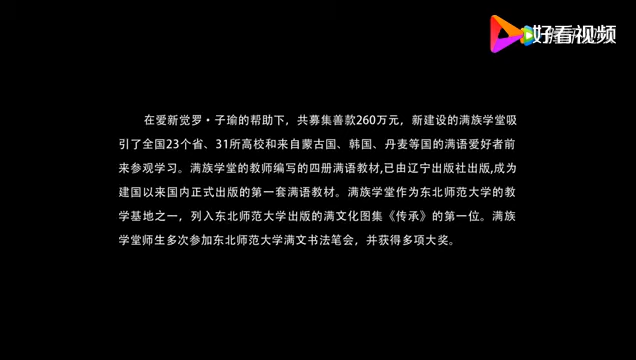 好看视频
在爱新觉罗·子瑜的帮助下，共募集善款260万元，新建设的满族学堂吸
引了全国23个省、31所高校和来自蒙古国、韩国、丹麦等国的满语爱好者前
来参观学习。满族学堂的教师编写的四册满语教材,已由辽宁出版社出版,成为
建国以来国内正式出版的第一套满语教材。满族学堂作为东北师范大学的教
学基地之一，列入东北师范大学出版的满文化图集《传承》的第一位。满族
学堂师生多次参加东北师范大学满文书法笔会，并获得多项大奖。